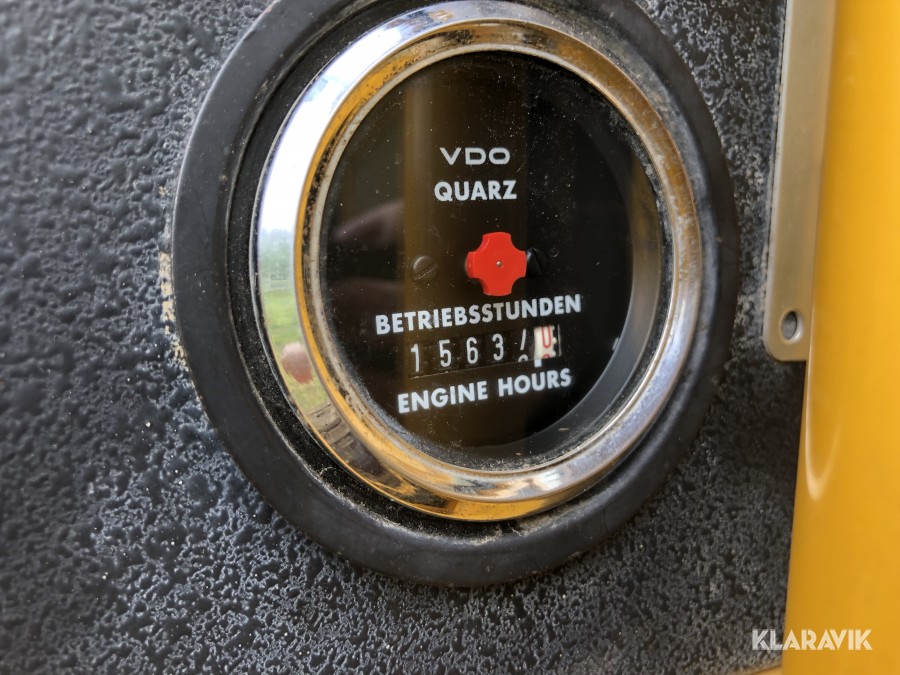 VDO
QUARZ
BETRIEBSSTUNDEN
1563
ENGINE HOURS
KLARAVIK